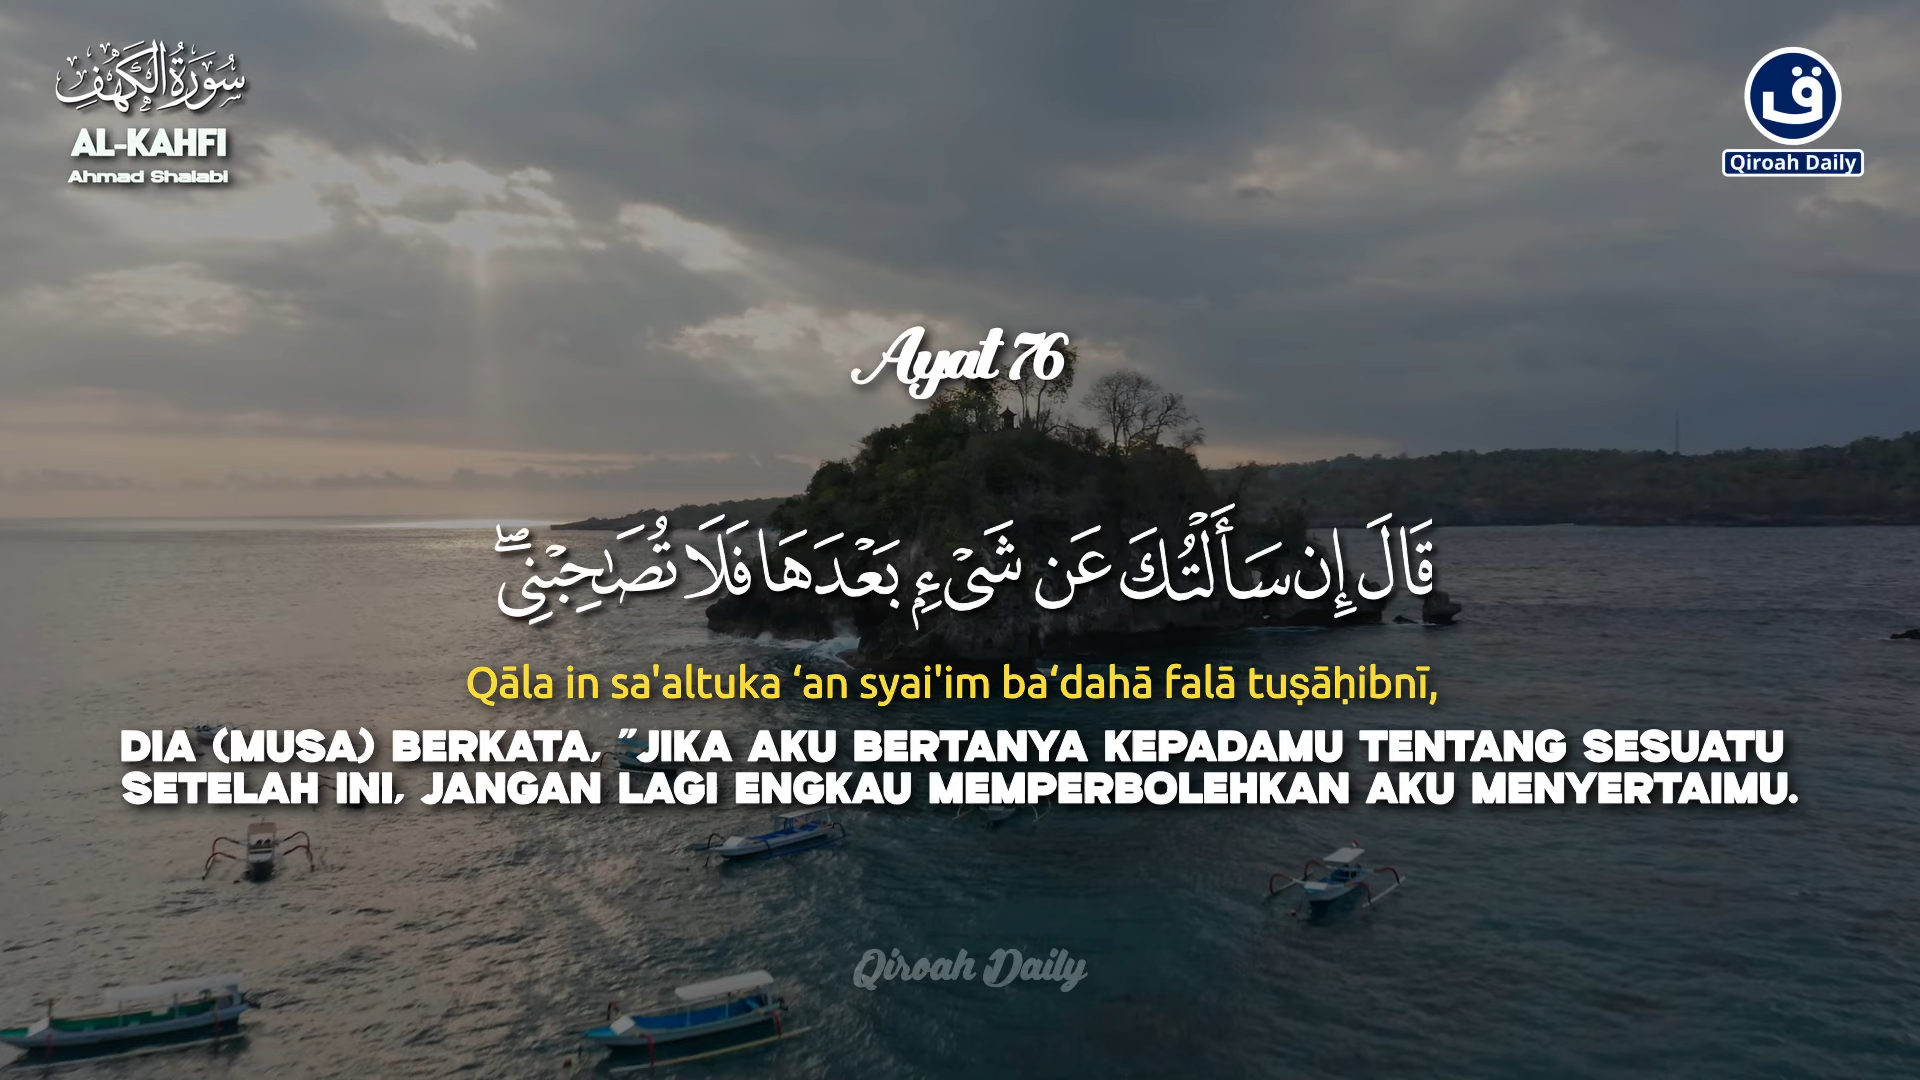 سُورَةُ الْكَهْفِ
AL-KAHFI
Ahmad Shalabi
ق
Qiroah Daily
Ayat 76
قَالَ إِن سَأَلْتُكَ عَن شَىْءٍۭ بَعْدَهَا فَلَا تُصَـٰحِبْنِى ۖ
Qāla in sa'altuka ‘an syai'im ba‘dahā falā tuṣāḥibnī,
DIA (MUSA) BERKATA, "JIKA AKU BERTANYA KEPADAMU TENTANG SESUATU
SETELAH INI, JANGAN LAGI ENGKAU MEMPERBOLEHKAN AKU MENYERTAIMU.
Qiroah Daily